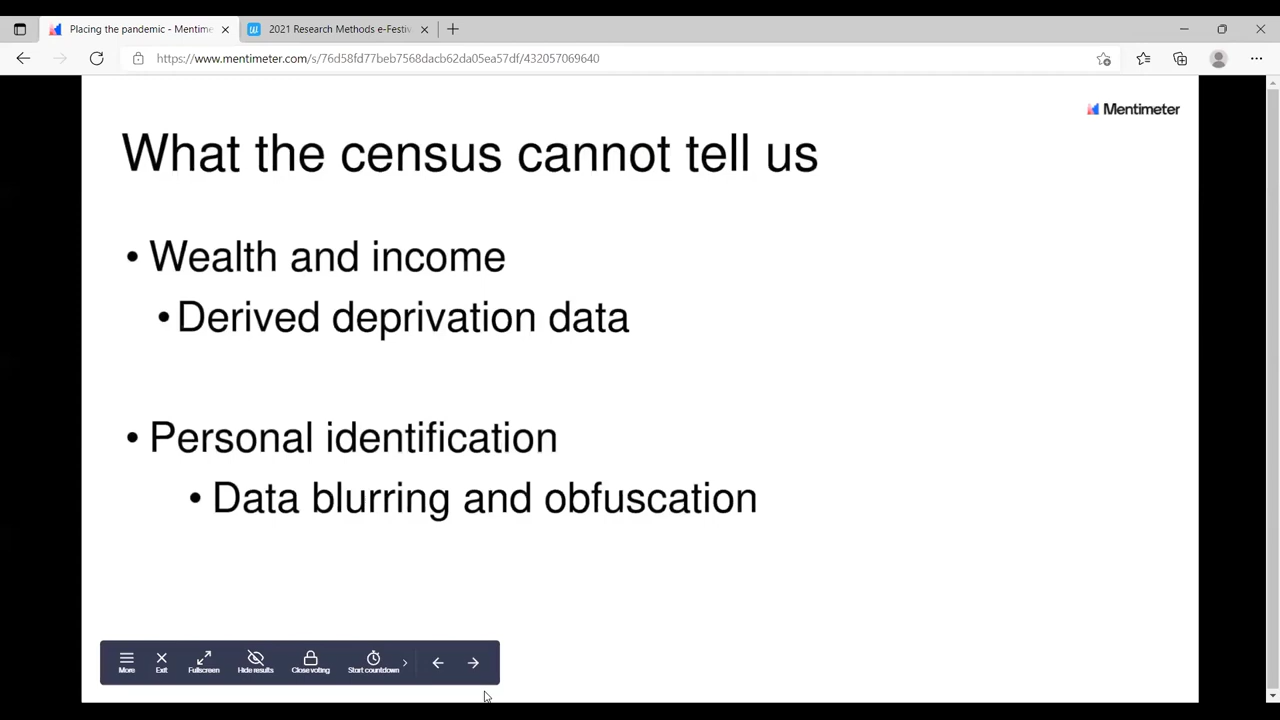 Placing the pandemic - Mentime
2021 Research Methods e-Festiv
https://www.mentimeter.com/s/76d58fd77beb7568dacb62da05ea57df/432057069640
Mentimeter
What the census cannot tell us
• Wealth and income
• Derived deprivation data
• Personal identification
• Data blurring and obfuscation
More Exit Fullscreen Hide results Close voting Start countdown